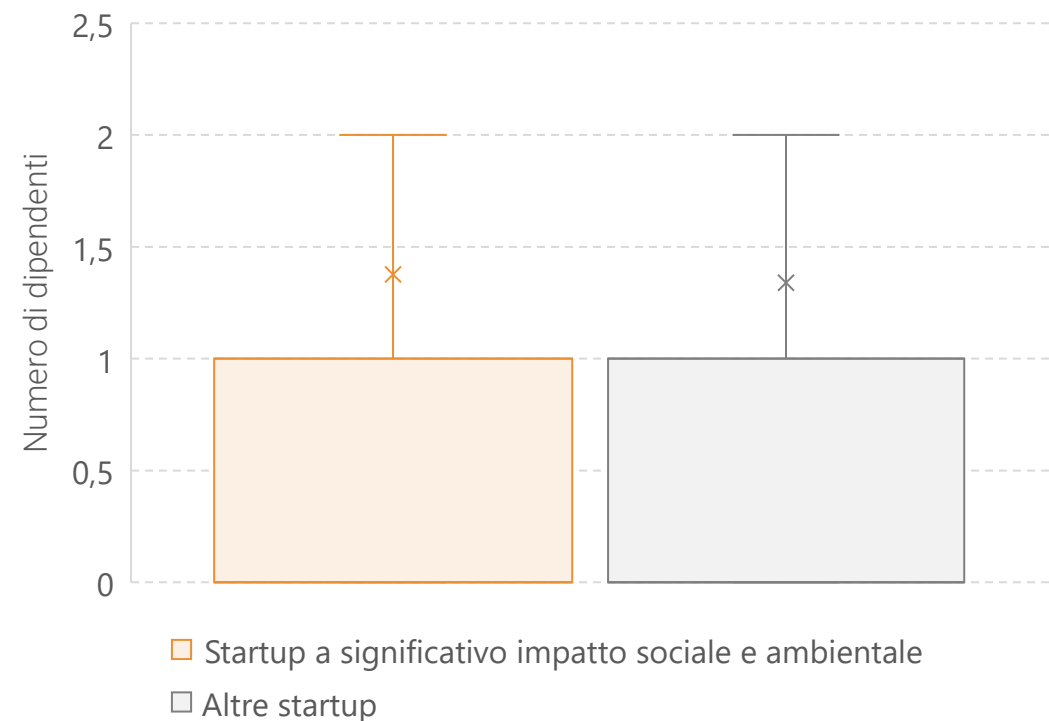 2,5
2
1,5
1
0,5
0
Numero di dipendenti
Startup a significativo impatto sociale e ambientale
Altre startup